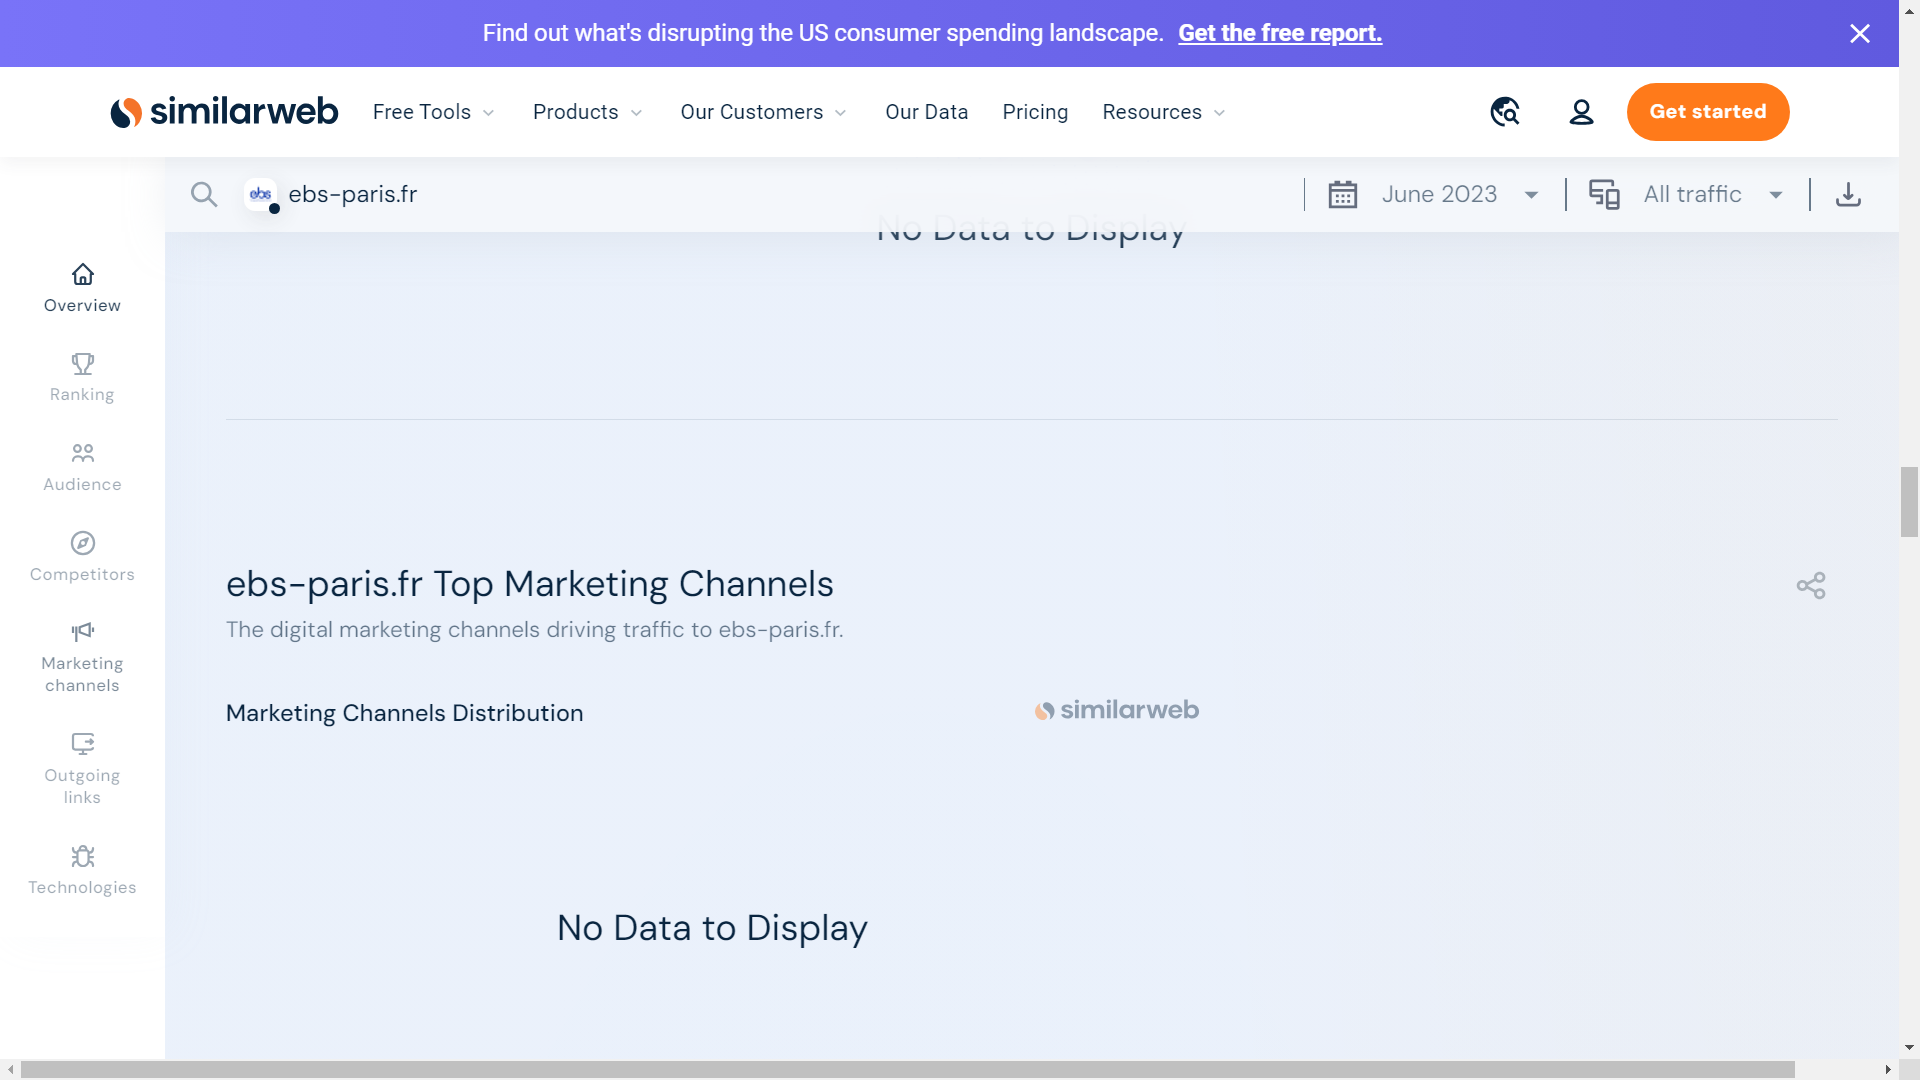 Find out what's disrupting the US consumer spending landscape. Get the free report.
similarweb
Free Tools
Products
Our Customers
Our Data
Pricing
Resources
Get started
ebs
ebs-paris.fr
June 2023
All traffic
No Data to Display
Overview
Ranking
Audience
Competitors
Marketing
channels
Outgoing
links
Technologies
ebs-paris.fr Top Marketing Channels
The digital marketing channels driving traffic to ebs-paris.fr.
Marketing Channels Distribution
similarweb
No Data to Display